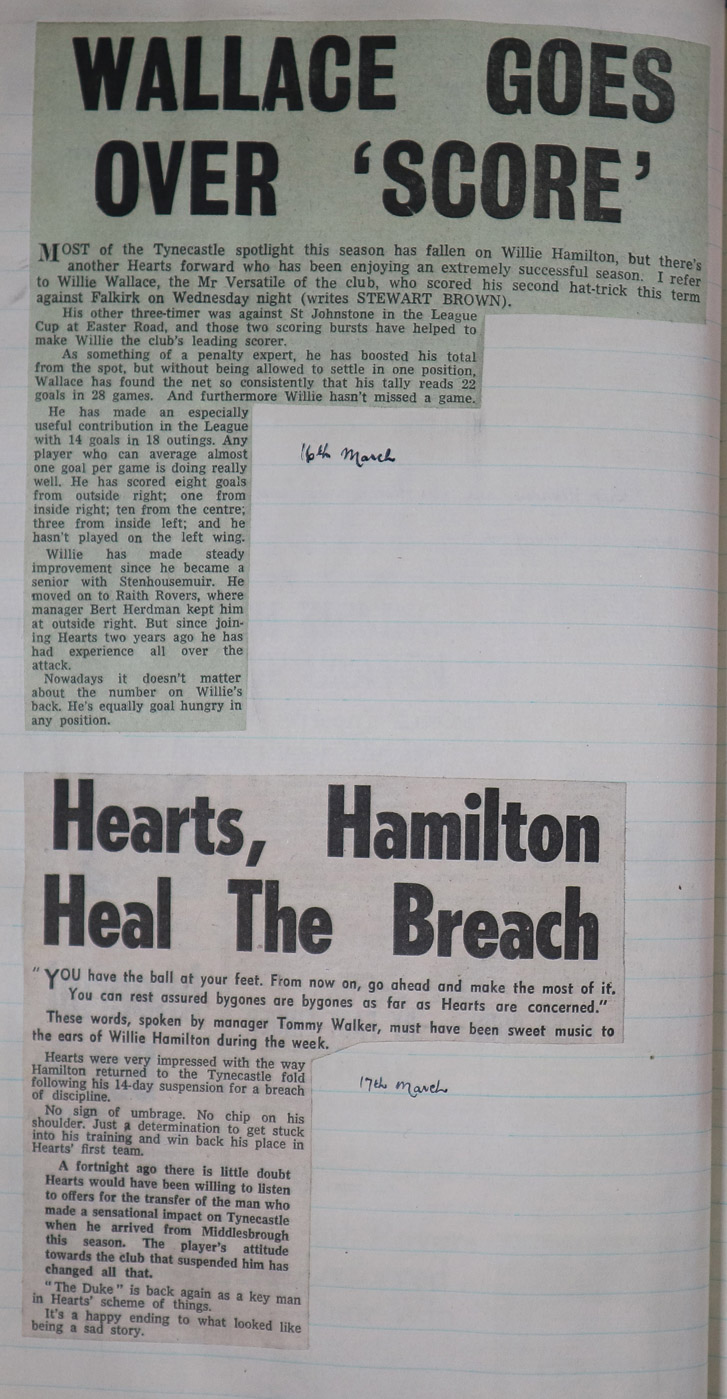 WALLACE GOES
OVER ‘SCORE’
MOST of the Tynecastle spotlight this season has fallen on Willie Hamilton, but there's
another Hearts forward who has been enjoying an extremely successful season. I refer
to Willie Wallace, the Mr Versatile of the club, who scored his second hat-trick this term
against Falkirk on Wednesday night (writes STEWART BROWN).
His other three-timer was against St Johnstone in the League
Cup at Easter Road, and those two scoring bursts have helped to
make Willie the club's leading scorer.
As something of a penalty expert, he has boosted his total
from the spot, but without being allowed to settle in one position,
Wallace has found the net so consistently that his tally reads 22
goals in 28 games. And furthermore Willie hasn't missed a game.
He has made an especially
useful contribution in the League
with 14 goals in 18 outings. Any
player who can average almost
one goal per game is doing really
well. He has scored eight goals
from outside right; one from
inside right; ten from the centre;
three from inside left; and he
hasn't played on the left wing.
Willie has made steady
improvement since he became a
senior with Stenhousemuir. He
moved on to Raith Rovers, where
manager Bert Herdman kept him
at outside right. But since join-
ing Hearts two years ago he has
had experience all over the
attack.
Nowadays it doesn't matter
about the number on Willie's
back. He's equally goal hungry in
any position.
16th March
Hearts, Hamilton
Heal The Breach
"YOU have the ball at your feet. From now on, go ahead and make the most of it.
You can rest assured bygones are bygones as far as Hearts are concerned."
These words, spoken by manager Tommy Walker, must have been sweet music to
the ears of Willie Hamilton during the week.
Hearts were very impressed with the way
Hamilton returned to the Tynecastle fold
following his 14-day suspension for a breach
of discipline.
No sign of umbrage. No chip on his
shoulder. Just a determination to get stuck
into his training and win back his place in
Hearts' first team.
A fortnight ago there is little doubt
Hearts would have been willing to listen
to offers for the transfer of the man who
made a sensational impact on Tynecastle
when he arrived from Middlesbrough
this season. The player's attitude
towards the club that suspended him has
changed all that.
"The Duke" is back again as a key man
in Hearts' scheme of things.
It's a happy ending to what looked like
being a sad story.
17th March